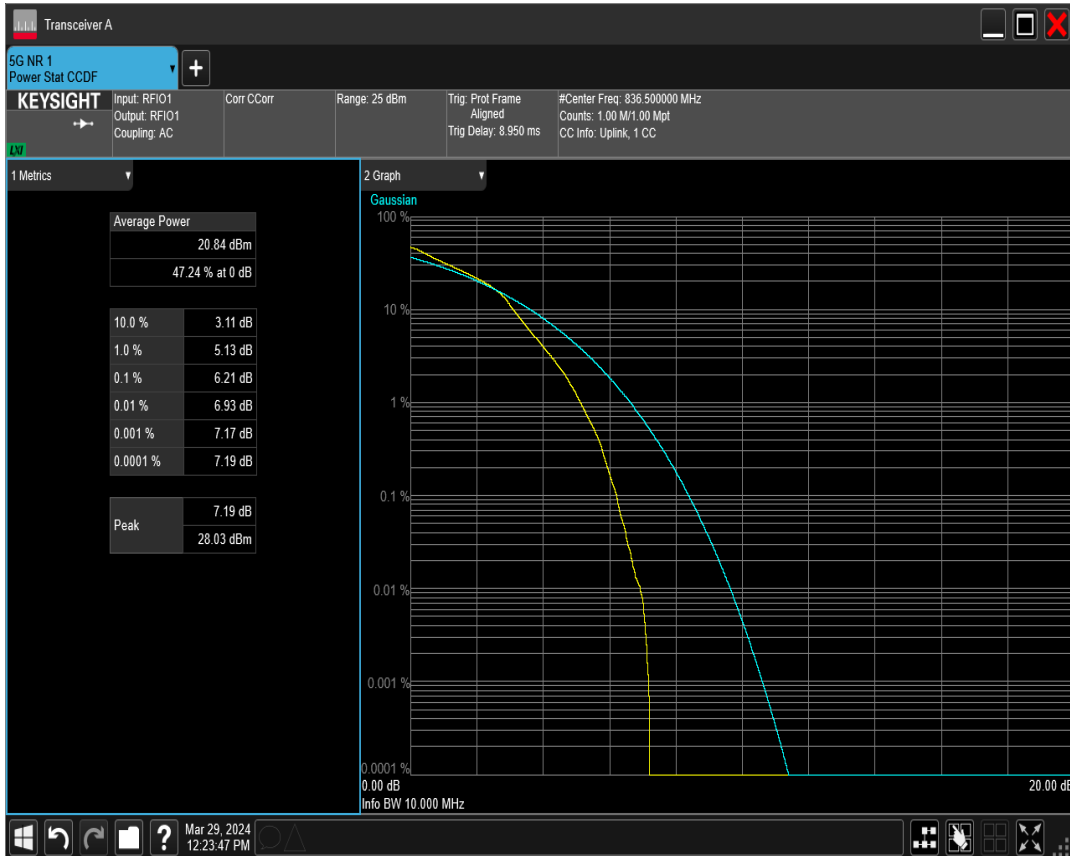 Transceiver A
5G NR 1
Power Stat CCDF
KEYSIGHT
LXI
Input: RFIO1
Output: RFIO1
Coupling: AC
Corr CCorr
Range: 25 dBm
Trig: Prot Frame
Aligned
Trig Delay: 8.950 ms
#Center Freq: 836.500000 MHz
Counts: 1.00 M/1.00 Mpt
CC Info: Uplink, 1 CC
1 Metrics
Average Power
20.84 dBm
47.24 % at 0 dB
10.0 % 3.11 dB
1.0 % 5.13 dB
0.1 % 6.21 dB
0.01 % 6.93 dB
0.001 % 7.17 dB
0.0001 % 7.19 dB
Peak 7.19 dB
28.03 dBm
2 Graph
Gaussian
100 %
10 %
1 %
0.1 %
0.01 %
0.001 %
0.0001 %
0.00 dB 20.00 dB
Info BW 10.000 MHz
? Mar 29, 2024
12:23:47 PM